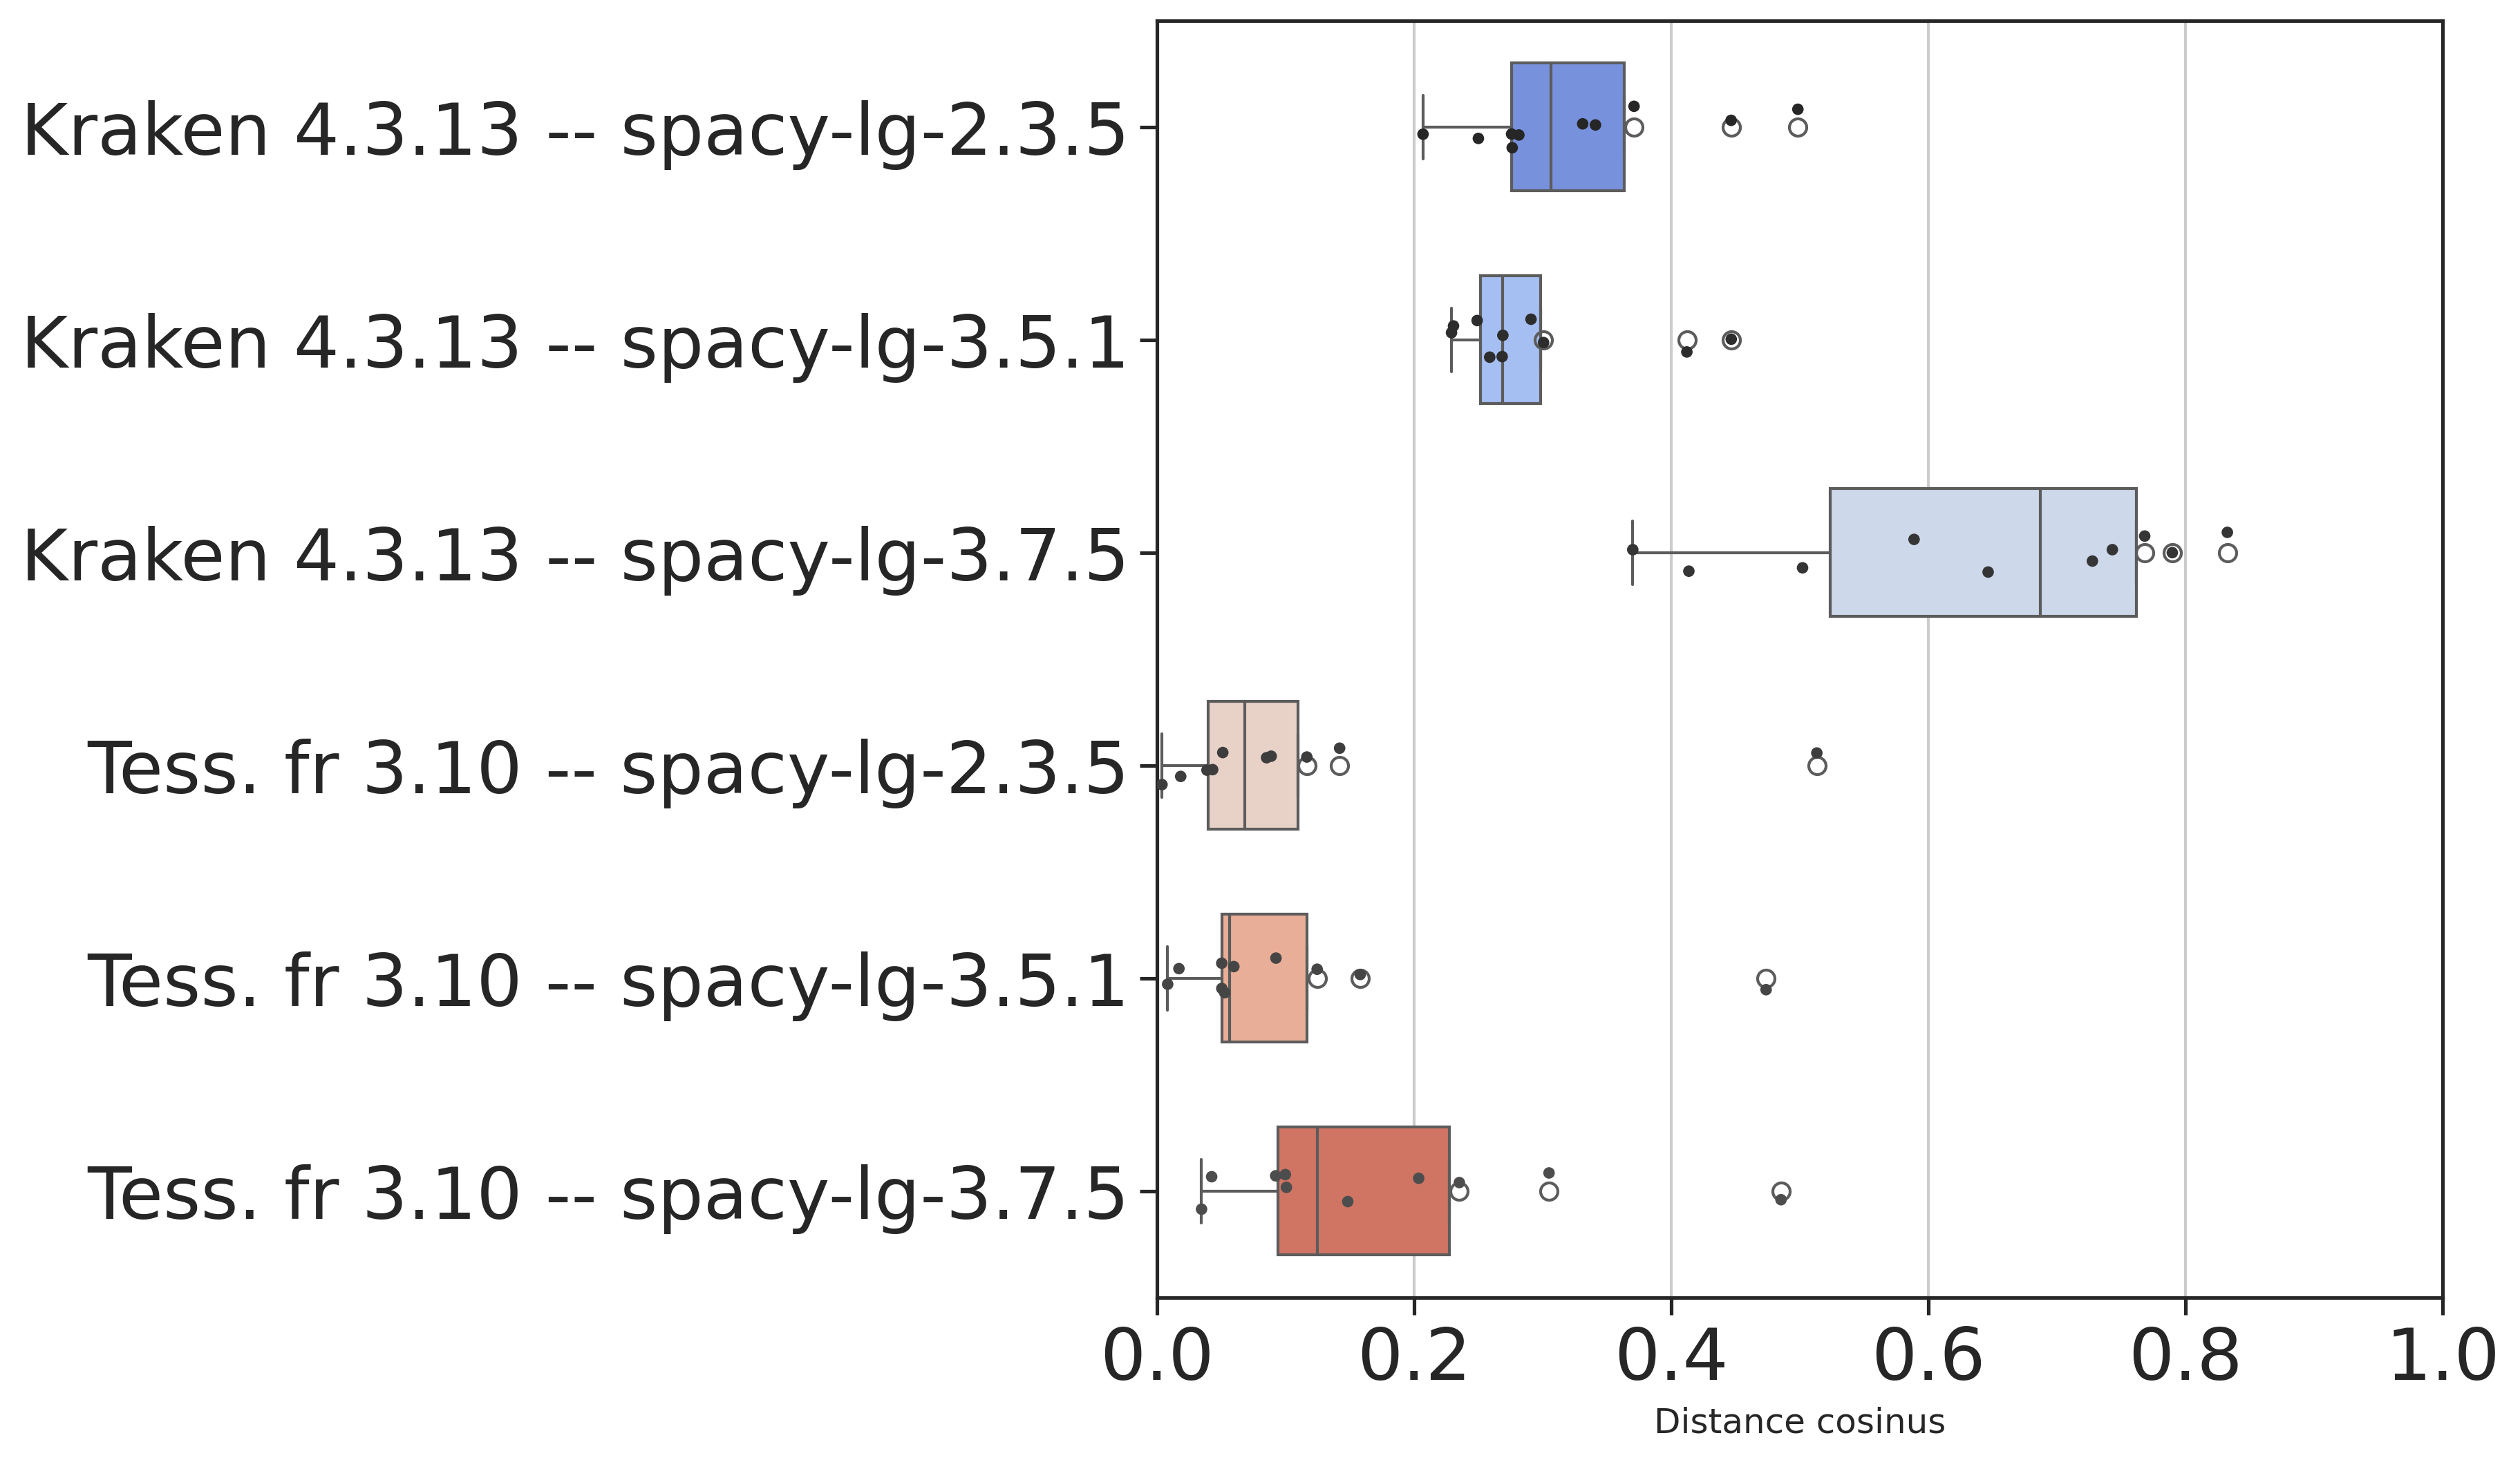 Kraken 4.3.13 -- spacy-lg-2.3.5
Kraken 4.3.13 -- spacy-lg-3.5.1
Kraken 4.3.13 -- spacy-lg-3.7.5
Tess. fr 3.10 -- spacy-lg-2.3.5
Tess. fr 3.10 -- spacy-lg-3.5.1
Tess. fr 3.10 -- spacy-lg-3.7.5
0.0 0.2 0.4 0.6 0.8 1.0
Distance cosinus